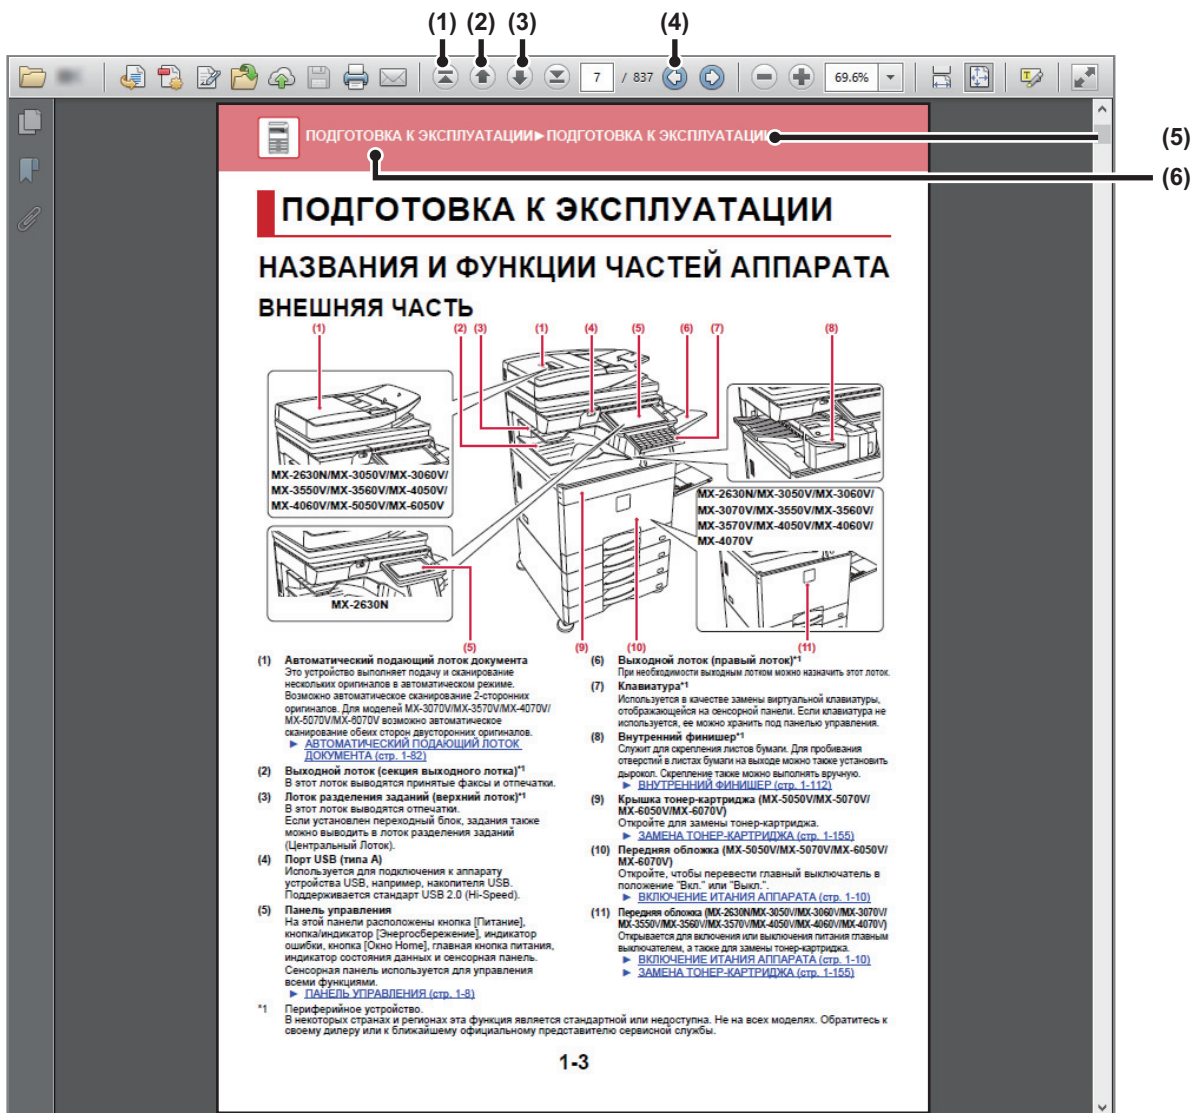 (1) (2) (3) (4)
7 / 837 69.6%
(5)
(6)
ПОДГОТОВКА К ЭКСПЛУАТАЦИИ►ПОДГОТОВКА К ЭКСПЛУАТАЦИИ
ПОДГОТОВКА К ЭКСПЛУАТАЦИИ
НАЗВАНИЯ И ФУНКЦИИ ЧАСТЕЙ АППАРАТА
ВНЕШНЯЯ ЧАСТЬ
(1) (2) (3) (1) (4) (5) (6) (7) (8)
MX-2630N/MX-3050V/MX-3060V/
MX-3550V/MX-3560V/MX-4050V/
MX-4060V/MX-5050V/MX-6050V
MX-2630N/MX-3050V/MX-3060V/
MX-3070V/MX-3550V/MX-3560V/
MX-3570V/MX-4050V/MX-4060V/
MX-4070V
MX-2630N
(5) (9) (10) (11)
(1) Автоматический подающий лоток документа
Это устройство выполняет подачу и сканирование
нескольких оригиналов в автоматическом режиме.
Возможно автоматическое сканирование 2-сторонних
оригиналов. Для моделей MX-3070V/MX-3570V/MX-4070V/
MX-5070V/MX-6070V возможно автоматическое
сканирование обеих сторон двусторонних оригиналов.
► АВТОМАТИЧЕСКИЙ ПОДАЮЩИЙ ЛОТОК
ДОКУМЕНТА (стр. 1-82)
(2) Выходной лоток (секция выходного лотка)*1
В этот лоток выводятся принятые факсы и отпечатки.
(3) Лоток разделения заданий (верхний лоток)*1
В этот лоток выводятся отпечатки.
Если установлен переходный блок, задания также
можно выводить в лоток разделения заданий
(Центральный Лоток).
(4) Порт USB (типа A)
Используется для подключения к аппарату
устройства USB, например, накопителя USB.
Поддерживается стандарт USB 2.0 (Hi-Speed).
(5) Панель управления
На этой панели расположены кнопка [Питание],
кнопка/индикатор [Энергосбережение], индикатор
ошибки, кнопка [Окно Home], главная кнопка питания,
индикатор состояния данных и сенсорная панель.
Сенсорная панель используется для управления
всеми функциями.
► ПАНЕЛЬ УПРАВЛЕНИЯ (стр. 1-8)
(6) Выходной лоток (правый лоток)*1
При необходимости выходным лотком можно назначить этот лоток.
(7) Клавиатура*1
Используется в качестве замены виртуальной клавиатуры,
отображающейся на сенсорной панели. Если клавиатура не
используется, ее можно хранить под панелью управления.
(8) Внутренний финишер*1
Служит для скрепления листов бумаги. Для пробивания
отверстий в листах бумаги на выходе можно также установить
дырокол. Скрепление также можно выполнять вручную.
► ВНУТРЕННИЙ ФИНИШЕР (стр. 1-112)
(9) Крышка тонер-картриджа (MX-5050V/MX-5070V/
MX-6050V/MX-6070V)
Откройте для замены тонер-картриджа.
► ЗАМЕНА ТОНЕР-КАРТРИДЖА (стр. 1-155)
(10) Передняя обложка (MX-5050V/MX-5070V/MX-6050V/
MX-6070V)
Откройте, чтобы перевести главный выключатель в
положение "Вкл." или "Выкл.".
► ВКЛЮЧЕНИЕ ИТАНИЯ АППАРАТА (стр. 1-10)
(11) Передняя обложка (MX-2630N/MX-3050V/MX-3060V/MX-3070V/
MX-3550V/MX-3560V/MX-3570V/MX-4050V/MX-4060V/MX-4070V)
Открывается для включения или выключения питания главным
выключателем, а также для замены тонер-картриджа.
► ВКЛЮЧЕНИЕ ИТАНИЯ АППАРАТА (стр. 1-10)
► ЗАМЕНА ТОНЕР-КАРТРИДЖА (стр. 1-155)
*1 Периферийное устройство.
В некоторых странах и регионах эта функция является стандартной или недоступна. Не на всех моделях. Обратитесь к
своему дилеру или к ближайшему официальному представителю сервисной службы.
1-3